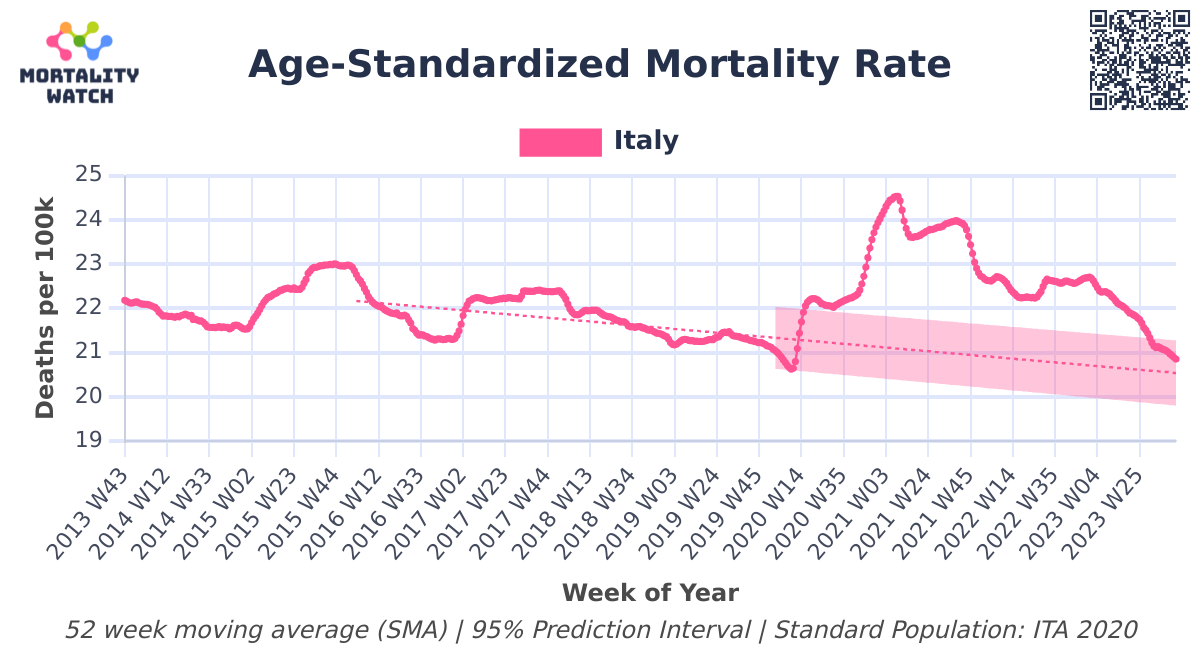 MORTALITY
WATCH
Age-Standardized Mortality Rate
Italy
Deaths per 100k
25
24
23
22
21
20
19
2013 W43
2014 W12
2014 W33
2015 W02
2015 W23
2015 W44
2016 W12
2016 W33
2017 W02
2017 W23
2017 W44
2018 W13
2018 W34
2019 W03
2019 W24
2019 W45
2020 W14
2020 W35
2021 W03
2021 W24
2021 W45
2022 W14
2022 W35
2023 W04
2023 W25
Week of Year
52 week moving average (SMA) | 95% Prediction Interval | Standard Population: ITA 2020